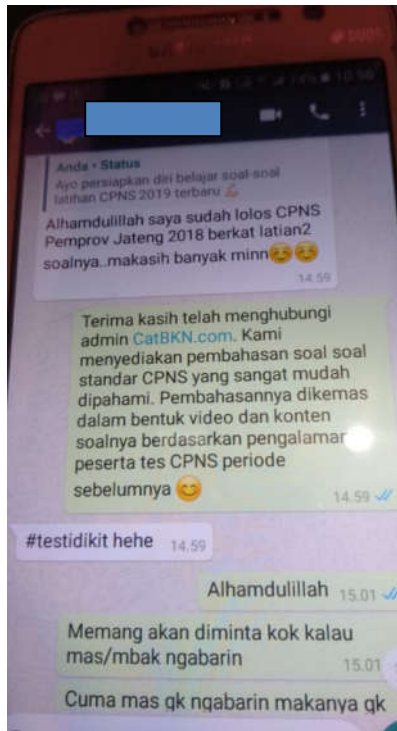 DUOS
74% 10.56
Anda • Status
Ayo persiapkan diri belajar soal-soal
latihan CPNS 2019 terbaru 💪
Alhamdulillah saya sudah lolos CPNS
Pemprov Jateng 2018 berkat latian2
soalnya..makasih banyak minn☺️☺️
14.59
Terima kasih telah menghubungi
admin CatBKN.com. Kami
menyediakan pembahasan soal soal
standar CPNS yang sangat mudah
dipahami. Pembahasannya dikemas
dalam bentuk video dan konten
soalnya berdasarkan pengalaman
peserta tes CPNS periode
sebelumnya 😊
14.59
#testidikit hehe 14.59
Alhamdulillah 15.01
Memang akan diminta kok kalau
mas/mbak ngabarin 15.01
Cuma mas gk ngabarin makanya gk